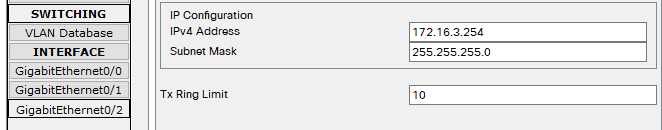 SWITCHING
VLAN Database
INTERFACE
GigabitEthernet0/0
GigabitEthernet0/1
GigabitEthernet0/2
IP Configuration
IPv4 Address 172.16.3.254
Subnet Mask 255.255.255.0
Tx Ring Limit 10